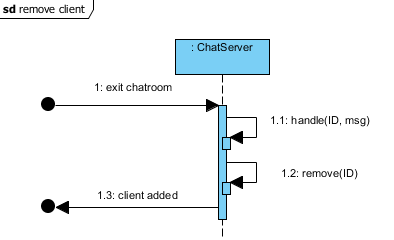 sd remove client
: ChatServer
1: exit chatroom
1.1: handle(ID, msg)
1.2: remove(ID)
1.3: client added